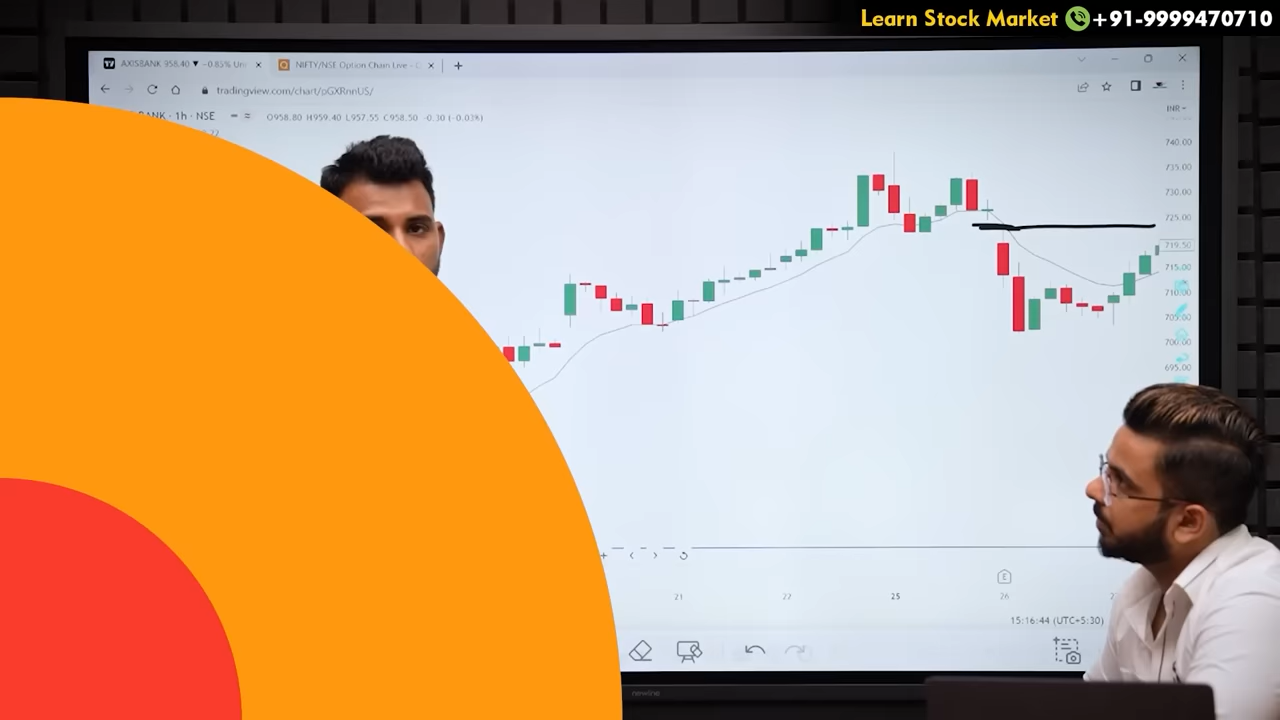 Learn Stock Market +91-9999470710
AXISBANK 958.40 ▼ −0.85% Un
NIFTY/NSE Option Chain Live - C
tradingview.com/chart/pGXRnnUS/
BANK · 1h · NSE O958.80 H959.40 L957.55 C958.50 -0.30 (-0.03%)
INR
740.00
735.00
730.00
725.00
719.50
715.00
710.00
705.00
700.00
695.00
E
21 22 25 26
15:16:44 (UTC+5:30)
newline